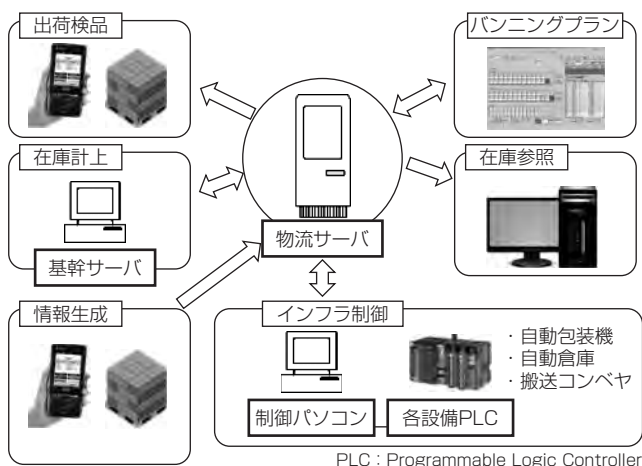 出荷検品
バンニングプラン
在庫計上
在庫参照
基幹サーバ
物流サーバ
情報生成
インフラ制御
・自動包装機
・自動倉庫
・搬送コンベヤ
制御パソコン
各設備PLC
PLC：Programmable Logic Controller